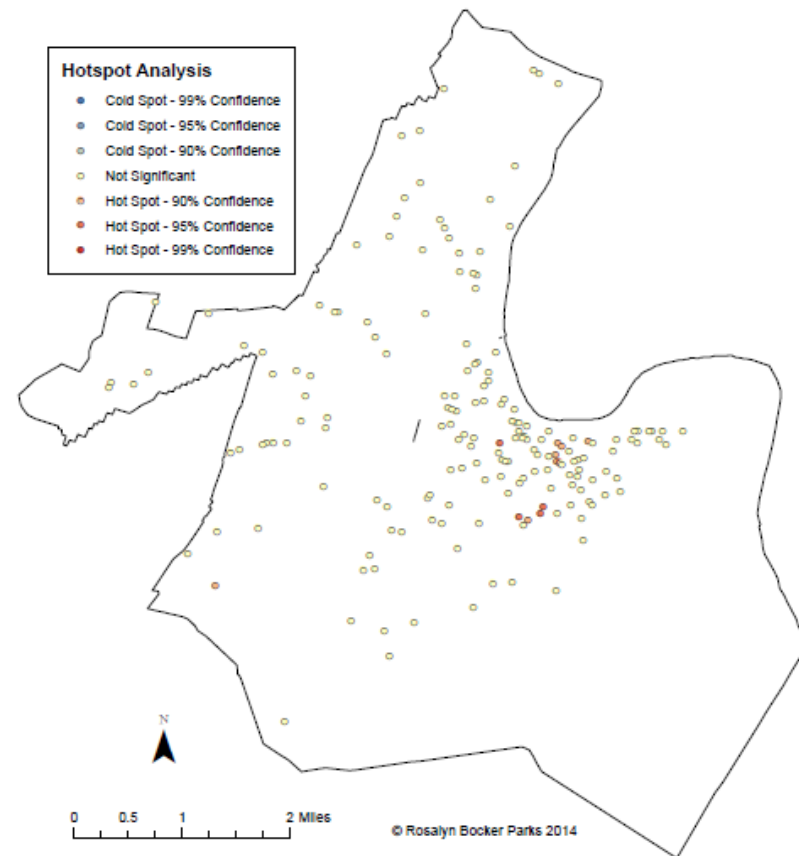 Hotspot Analysis
Cold Spot - 99% Confidence
Cold Spot - 95% Confidence
Cold Spot - 90% Confidence
Not Significant
Hot Spot - 90% Confidence
Hot Spot - 95% Confidence
Hot Spot - 99% Confidence
N
0 0.5 1 2 Miles
© Rosalyn Bocker Parks 2014